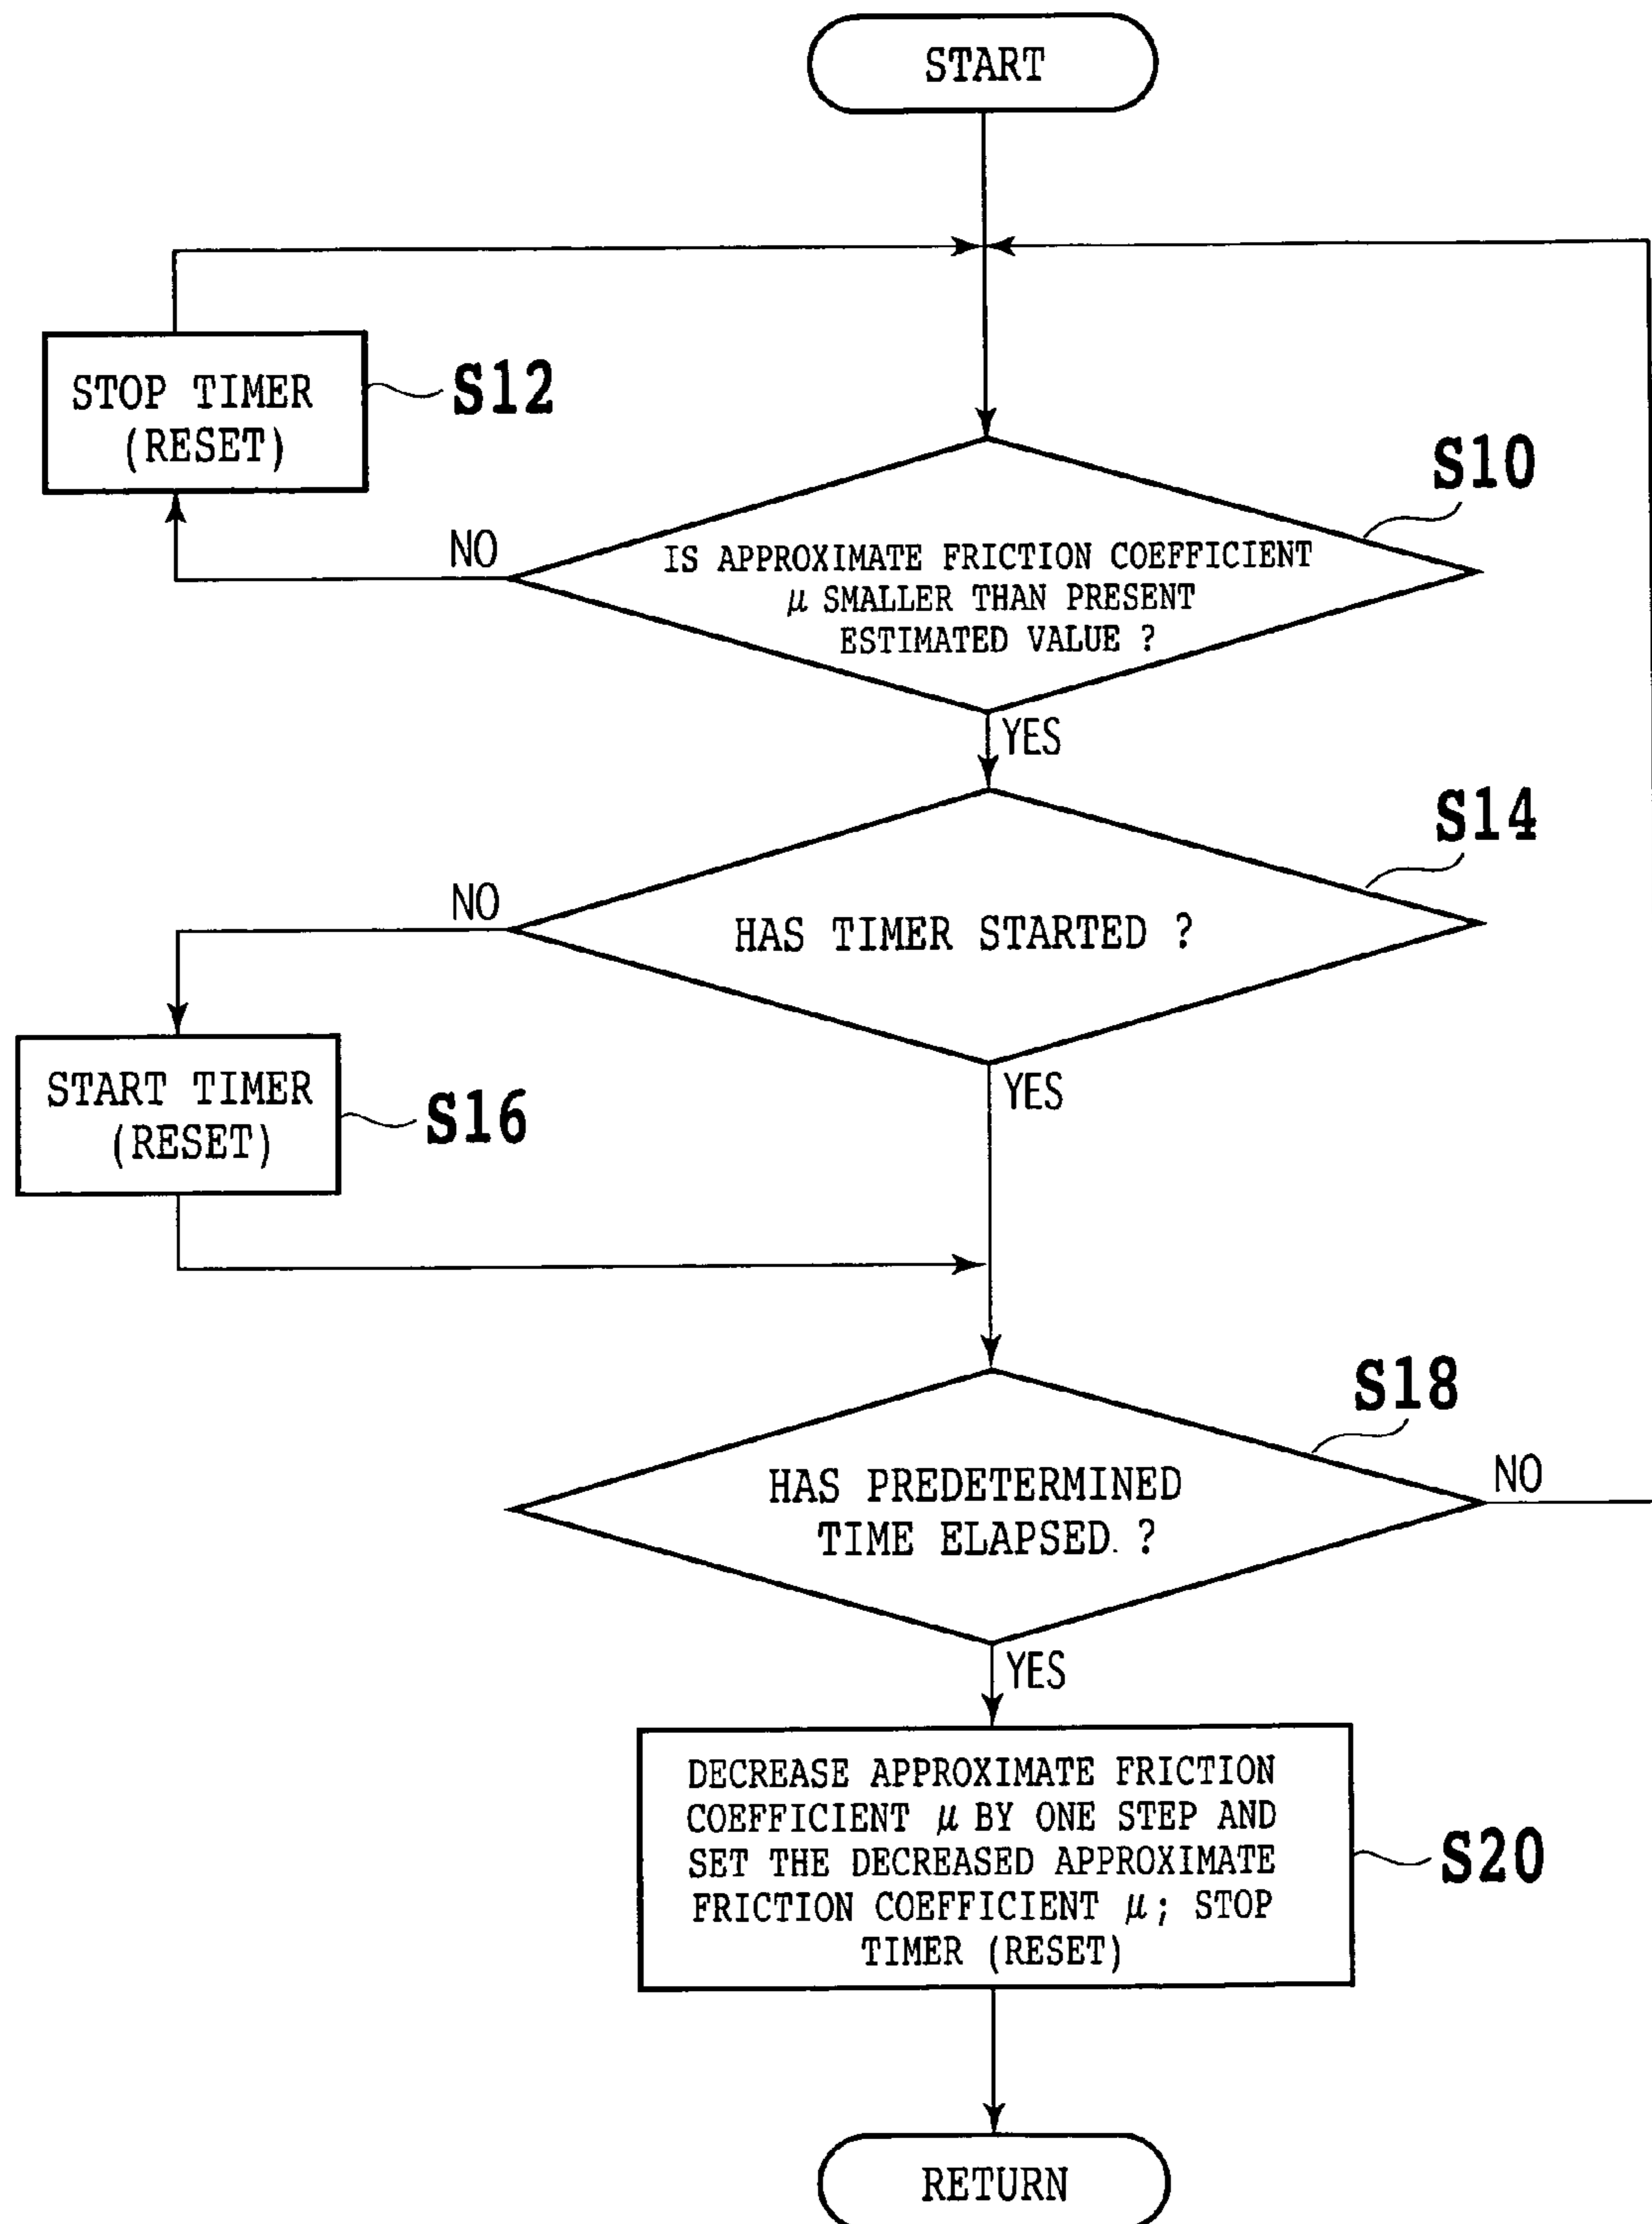 START
STOP TIMER
(RESET)
S12
S10
NO
IS APPROXIMATE FRICTION COEFFICIENT
μ SMALLER THAN PRESENT
ESTIMATED VALUE ?
YES
S14
NO
HAS TIMER STARTED ?
YES
START TIMER
(RESET)
S16
S18
HAS PREDETERMINED
TIME ELAPSED. ?
NO
YES
DECREASE APPROXIMATE FRICTION
COEFFICIENT μ BY ONE STEP AND
SET THE DECREASED APPROXIMATE
FRICTION COEFFICIENT μ; STOP
TIMER (RESET)
S20
RETURN